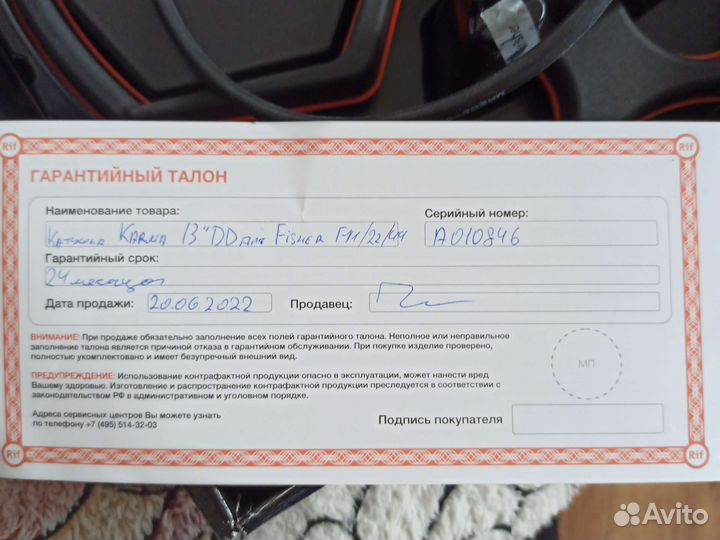 Rif
Rif
ГАРАНТИЙНЫЙ ТАЛОН
Наименование товара:
Серийный номер:
Катушка KARMA 13"DD для Fisher F11/22/44
A010846
Гарантийный срок:
24 месяца
Дата продажи: 20.06.2022
Продавец:
ВНИМАНИЕ: При продаже обязательно заполнение всех полей гарантийного талона. Неполное или неправильное
заполнение талона является причиной отказа в гарантийном обслуживании. При покупке изделие проверено,
полностью укомплектовано и имеет безупречный внешний вид.
МП
ПРЕДУПРЕЖДЕНИЕ: Использование контрафактной продукции опасно в эксплуатации, может нанести вред
Вашему здоровью. Изготовление и распространение контрафактной продукции преследуется в соответствии с
законодательством РФ в административном и уголовном порядке.
Адреса сервисных центров Вы можете узнать
по телефону +7 (495) 514-32-03
Подпись покупателя
Rif
Rif
Avito